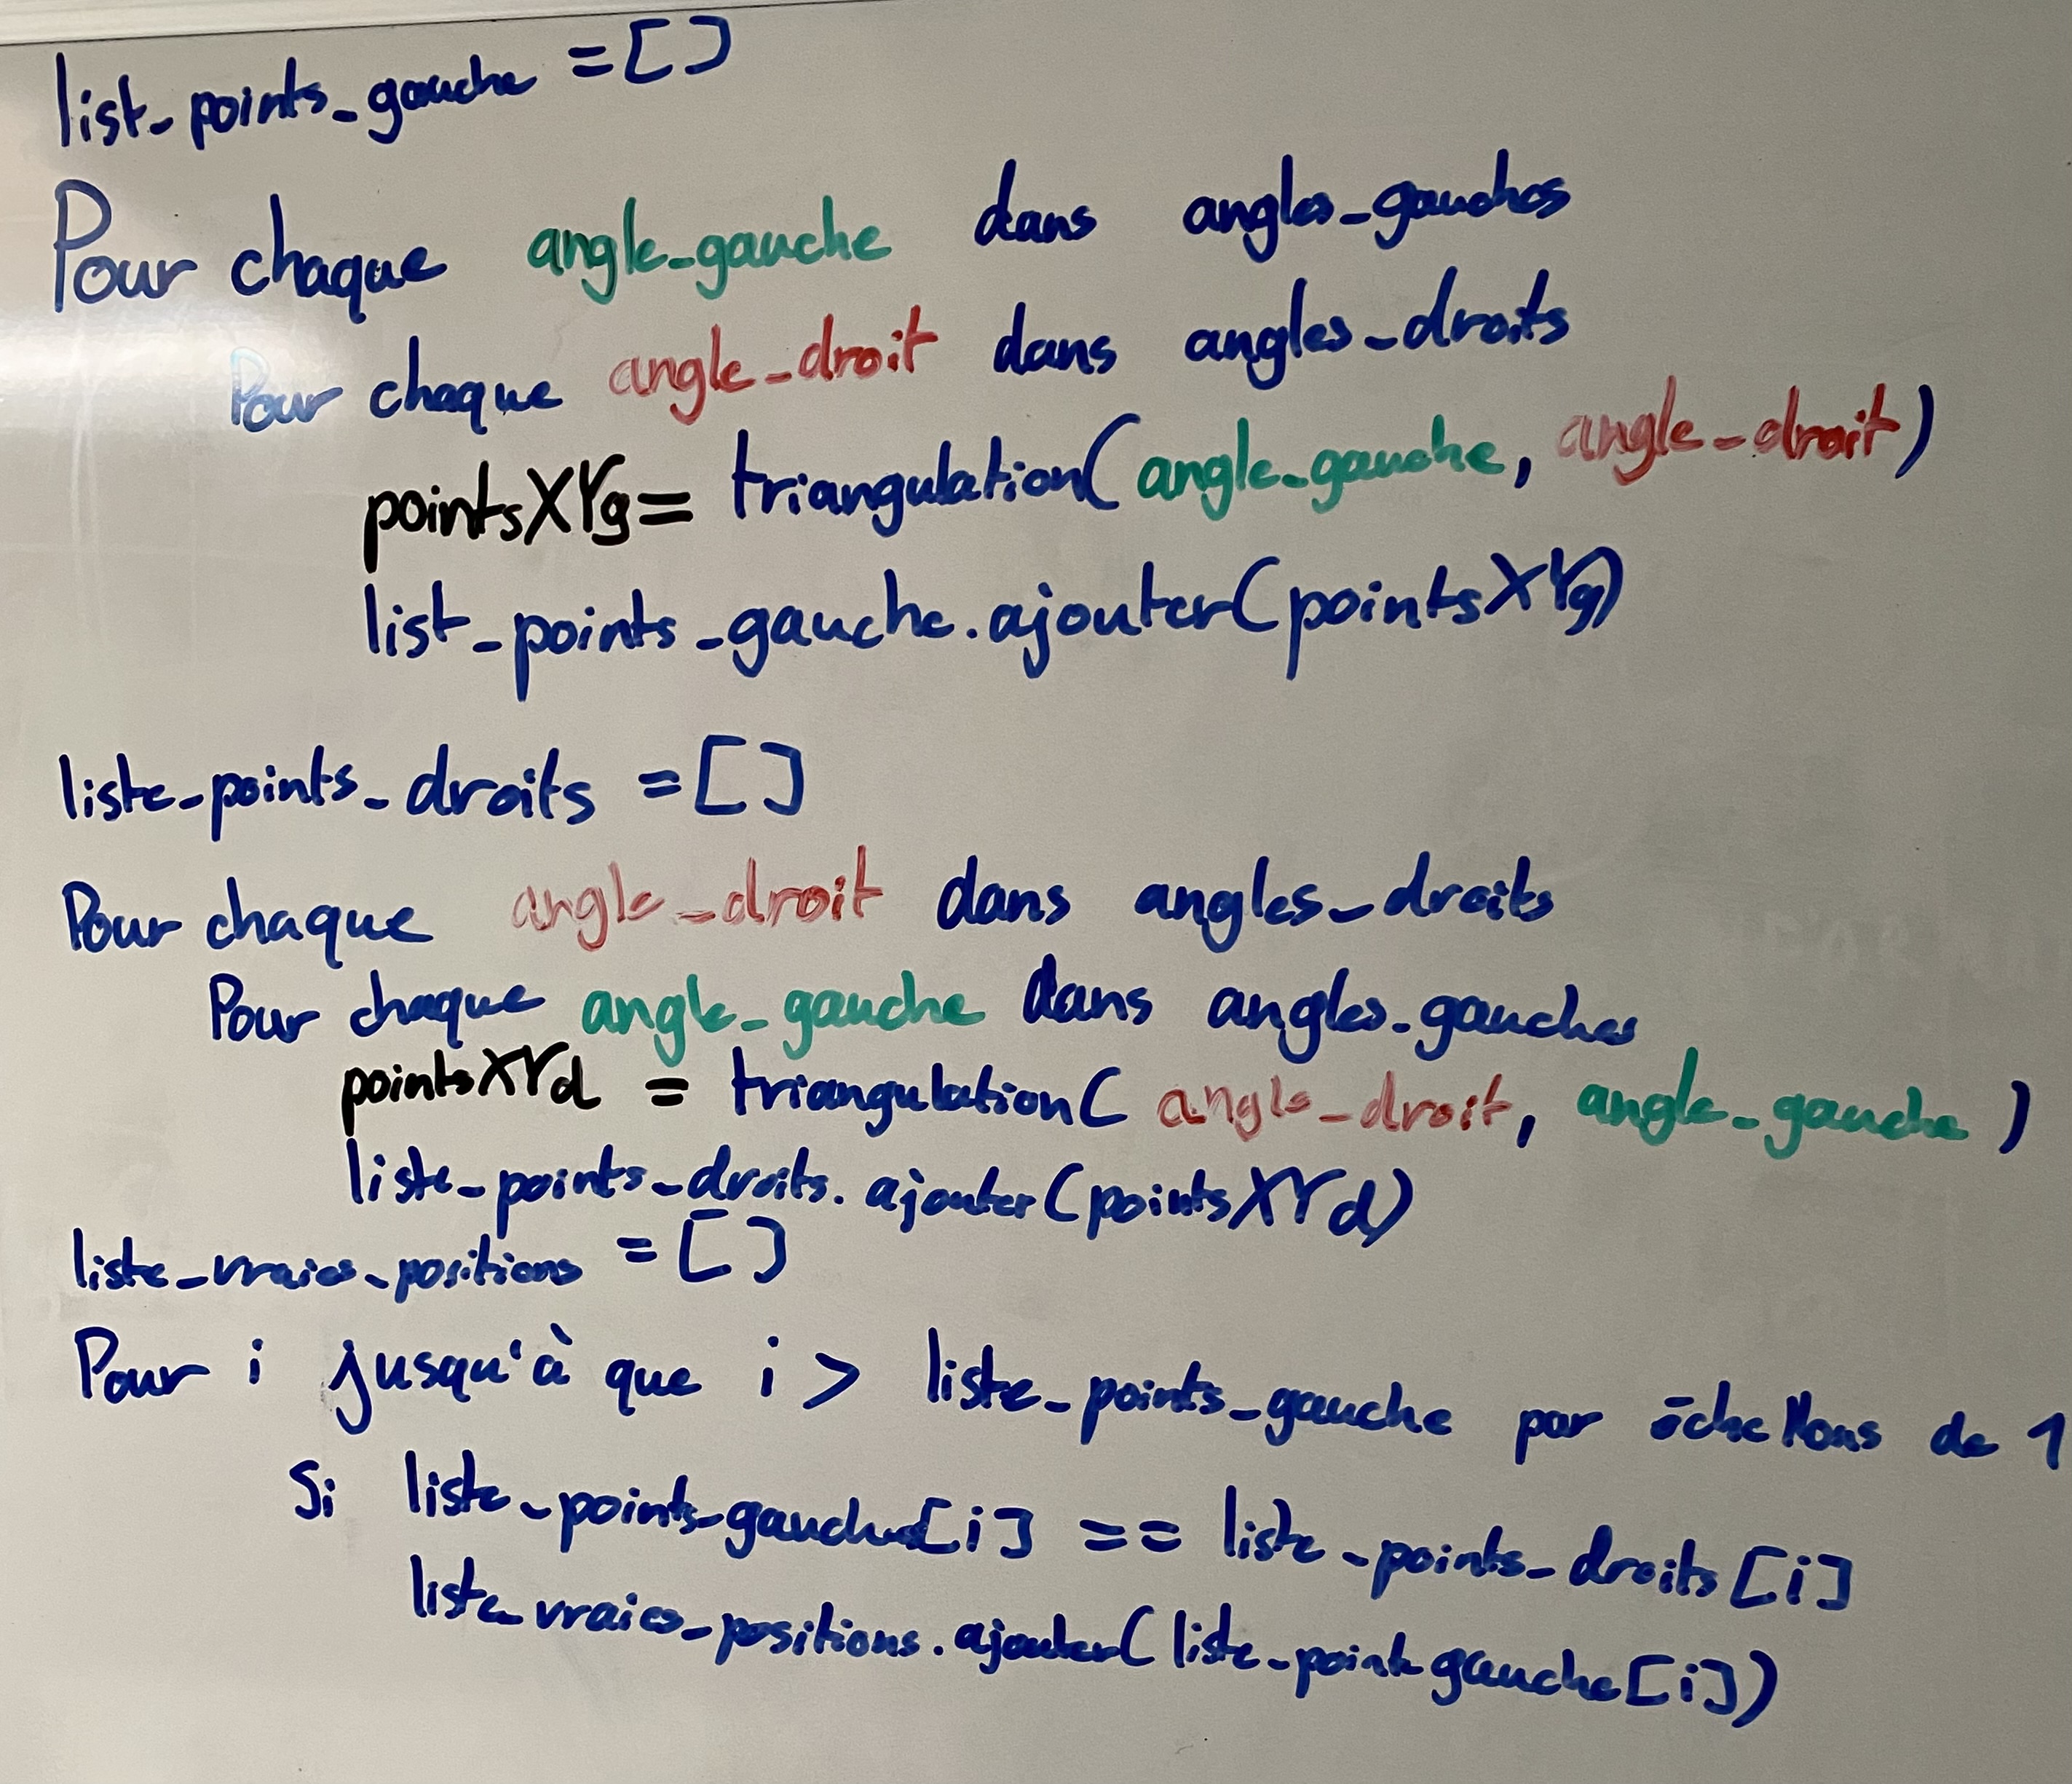 list_points_gauche = []
Pour chaque angle_gauche dans angles_gauches
Pour chaque angle_droit dans angles_droits
pointsXYg = triangulation( angle_gauche, angle_droit)
list_points_gauche.ajouter(pointsXYg)
liste_points_droits = []
Pour chaque angle_droit dans angles_droits
Pour chaque angle_gauche dans angles_gauches
pointsXYd = triangulation( angle_droit, angle_gauche )
liste_points_droits.ajouter(pointsXYd)
liste_vraies_positions = []
Pour i jusqu'à que i > liste_points_gauche par échellons de 1
Si liste_points_gauche[i] == liste_points_droits[i]
liste_vraies_positions.ajouter(liste_point gauche[i])